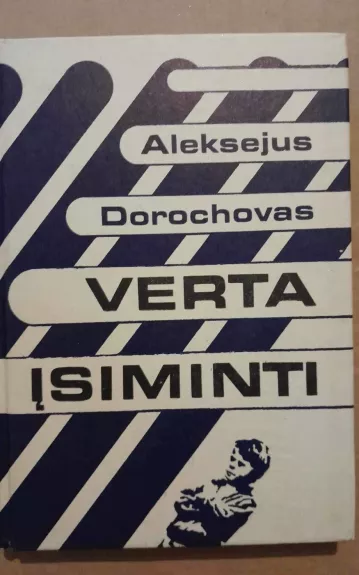 Aleksejus
Dorochovas
VERTA
ĮSIMINTI